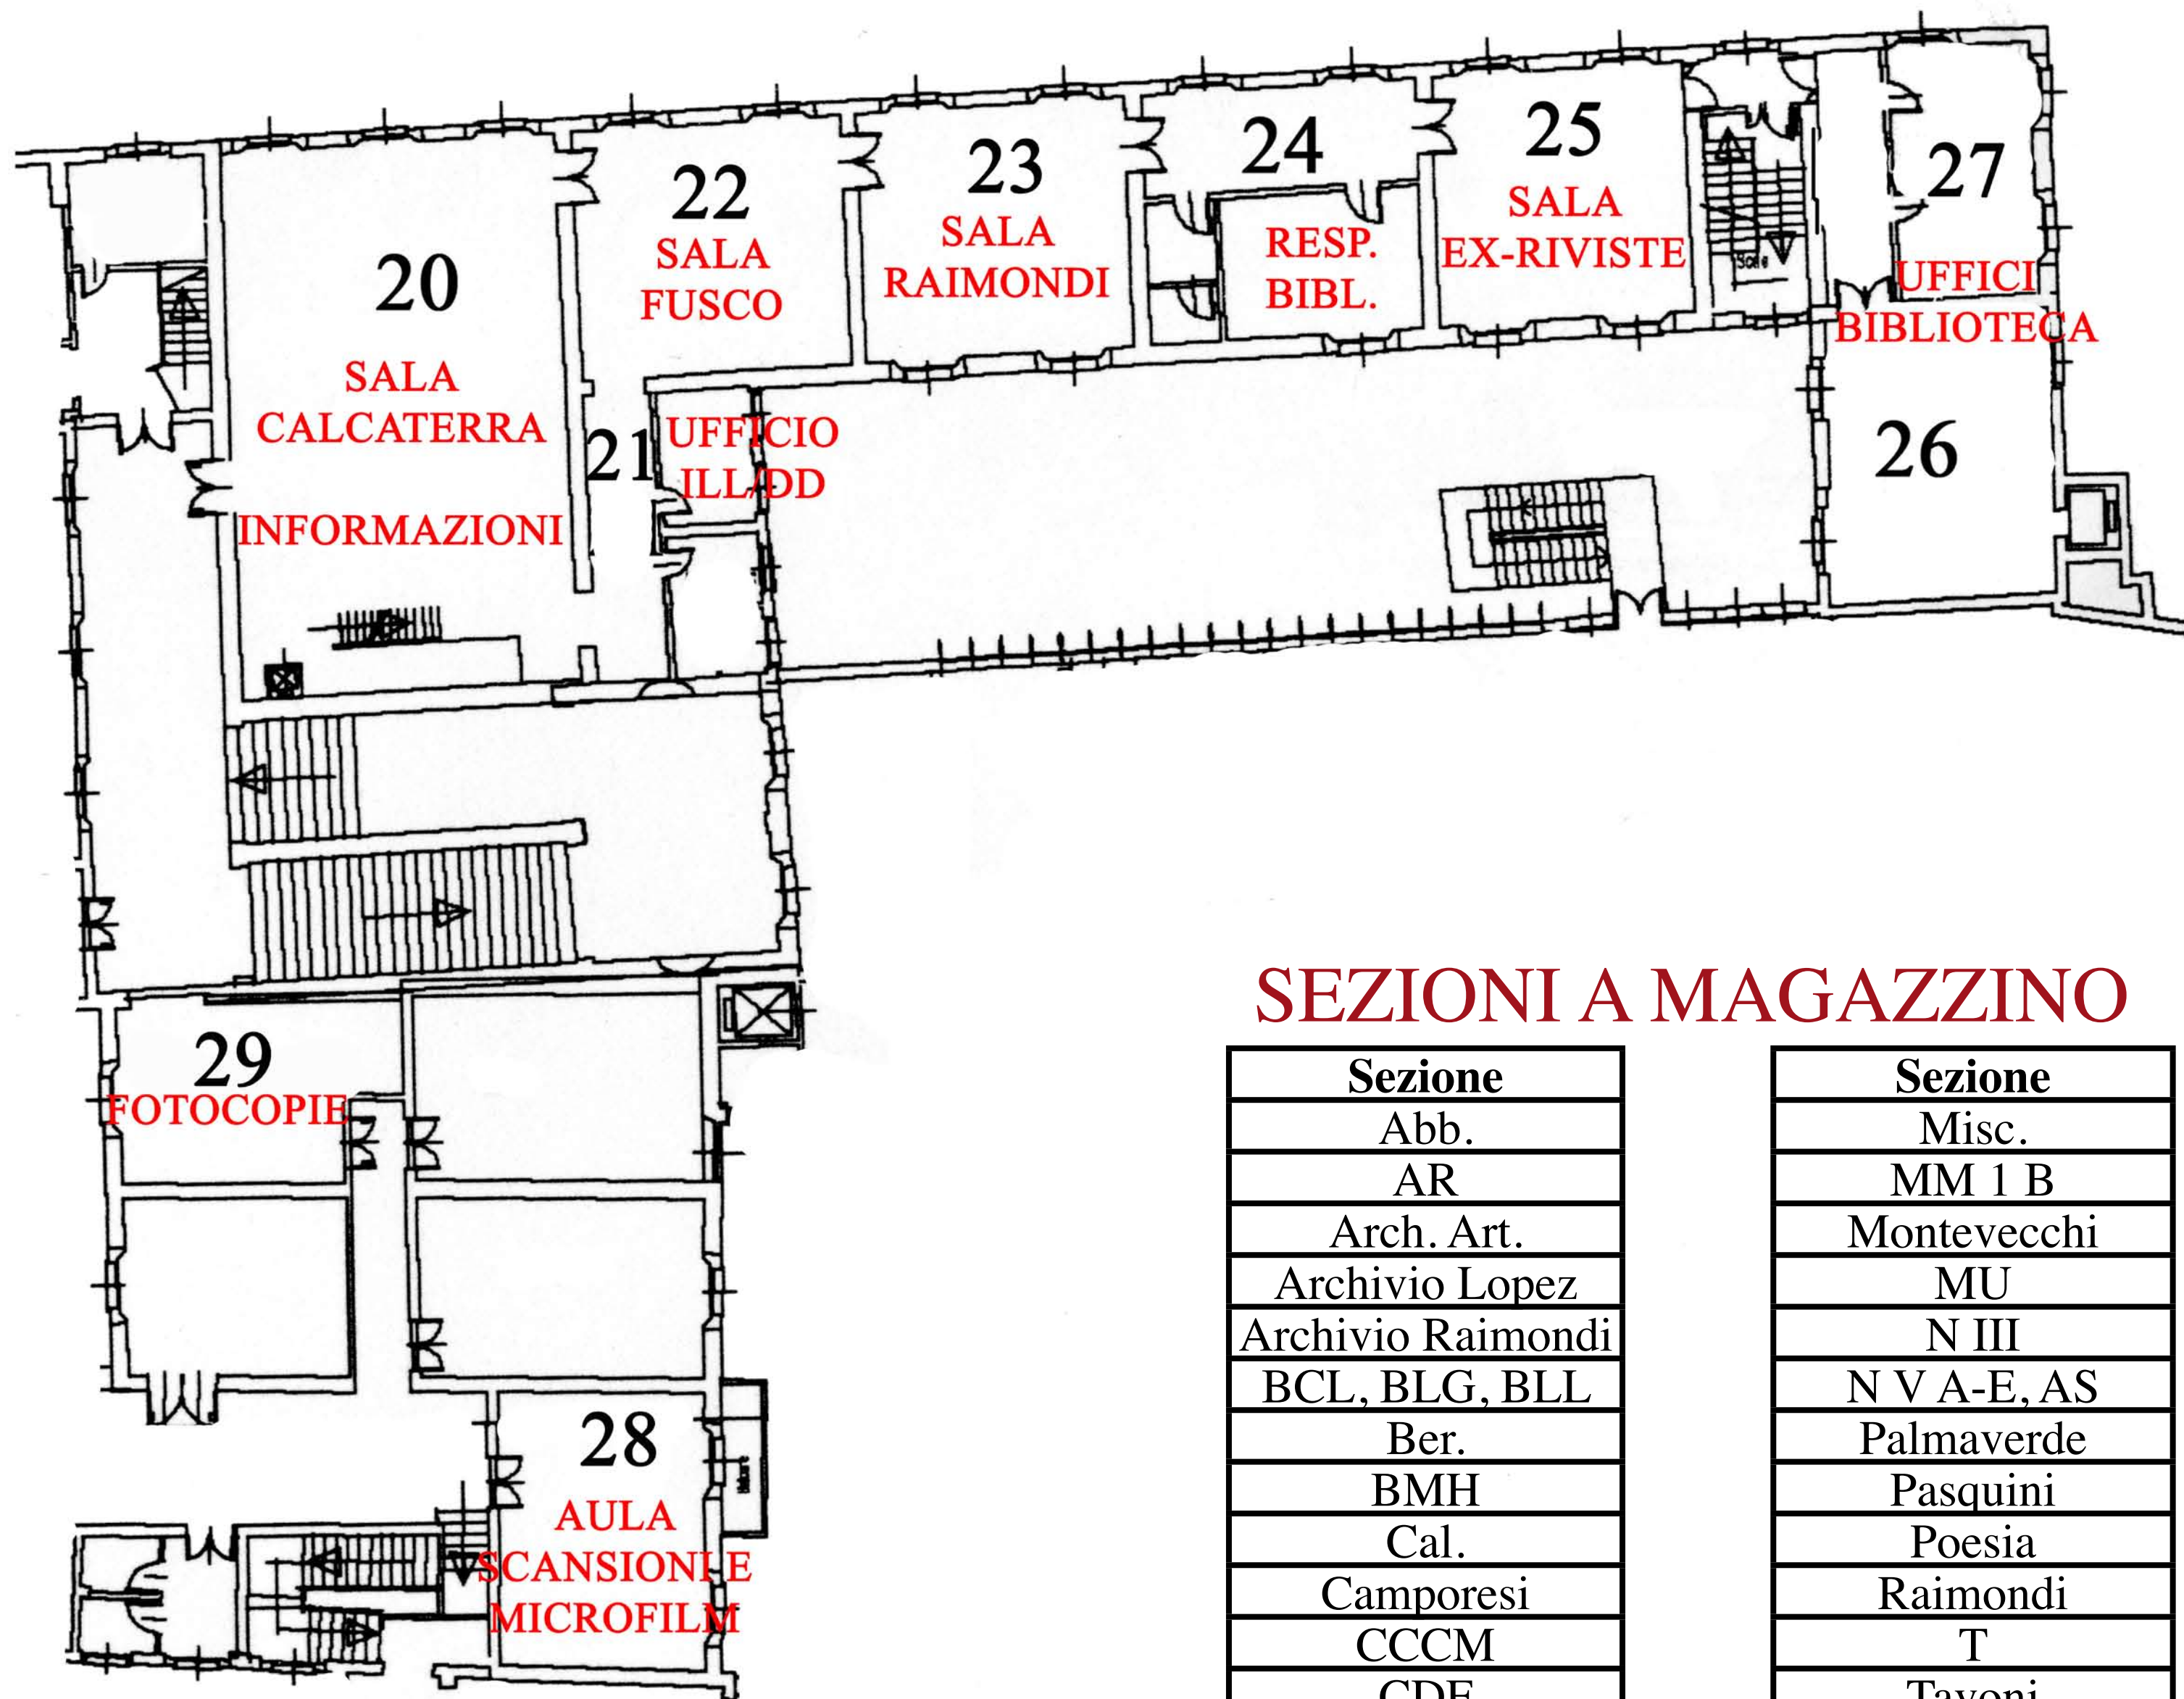 20
SALA
CALCATERRA
INFORMAZIONI
21
UFFICIO
ILL/DD
22
SALA
FUSCO
23
SALA
RAIMONDI
24
RESP.
BIBL.
25
SALA
EX-RIVISTE
Scale
27
UFFICI
BIBLIOTECA
26
29
FOTOCOPIE
28
AULA
SCANSIONI E
MICROFILM
SEZIONI A MAGAZZINO
Sezione
Abb.
AR
Arch. Art.
Archivio Lopez
Archivio Raimondi
BCL, BLG, BLL
Ber.
BMH
Cal.
Camporesi
CCCM
CDE
Sezione
Misc.
MM 1 B
Montevecchi
MU
N III
N V A-E, AS
Palmaverde
Pasquini
Poesia
Raimondi
T
Tavoni